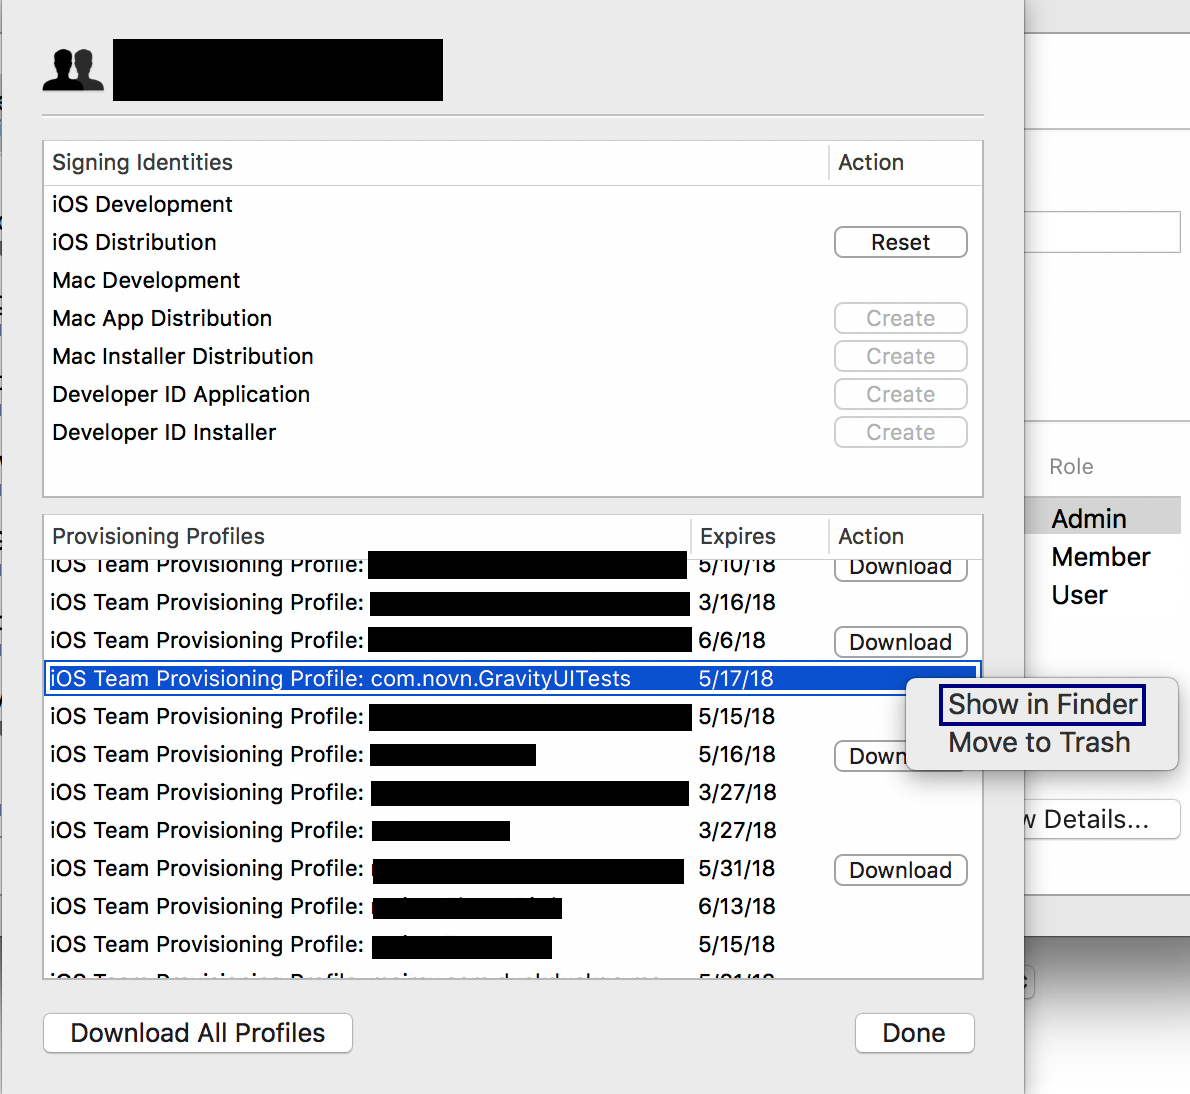 Signing Identities Action
iOS Development
iOS Distribution Reset
Mac Development
Mac App Distribution Create
Mac Installer Distribution Create
Developer ID Application Create
Developer ID Installer Create
Role
Admin
Member
User
Provisioning Profiles Expires Action
iOS Team Provisioning Profile: 5/10/18 Download
iOS Team Provisioning Profile: 3/16/18
iOS Team Provisioning Profile: 6/6/18 Download
iOS Team Provisioning Profile: com.novn.GravityUITests 5/17/18
Show in Finder
Move to Trash
iOS Team Provisioning Profile: 5/15/18
iOS Team Provisioning Profile: 5/16/18 Down
iOS Team Provisioning Profile: 3/27/18
iOS Team Provisioning Profile: 3/27/18
Details...
iOS Team Provisioning Profile: 5/31/18 Download
iOS Team Provisioning Profile: 6/13/18
iOS Team Provisioning Profile: 5/15/18
iOS Team Provisioning Profile:
Download All Profiles Done